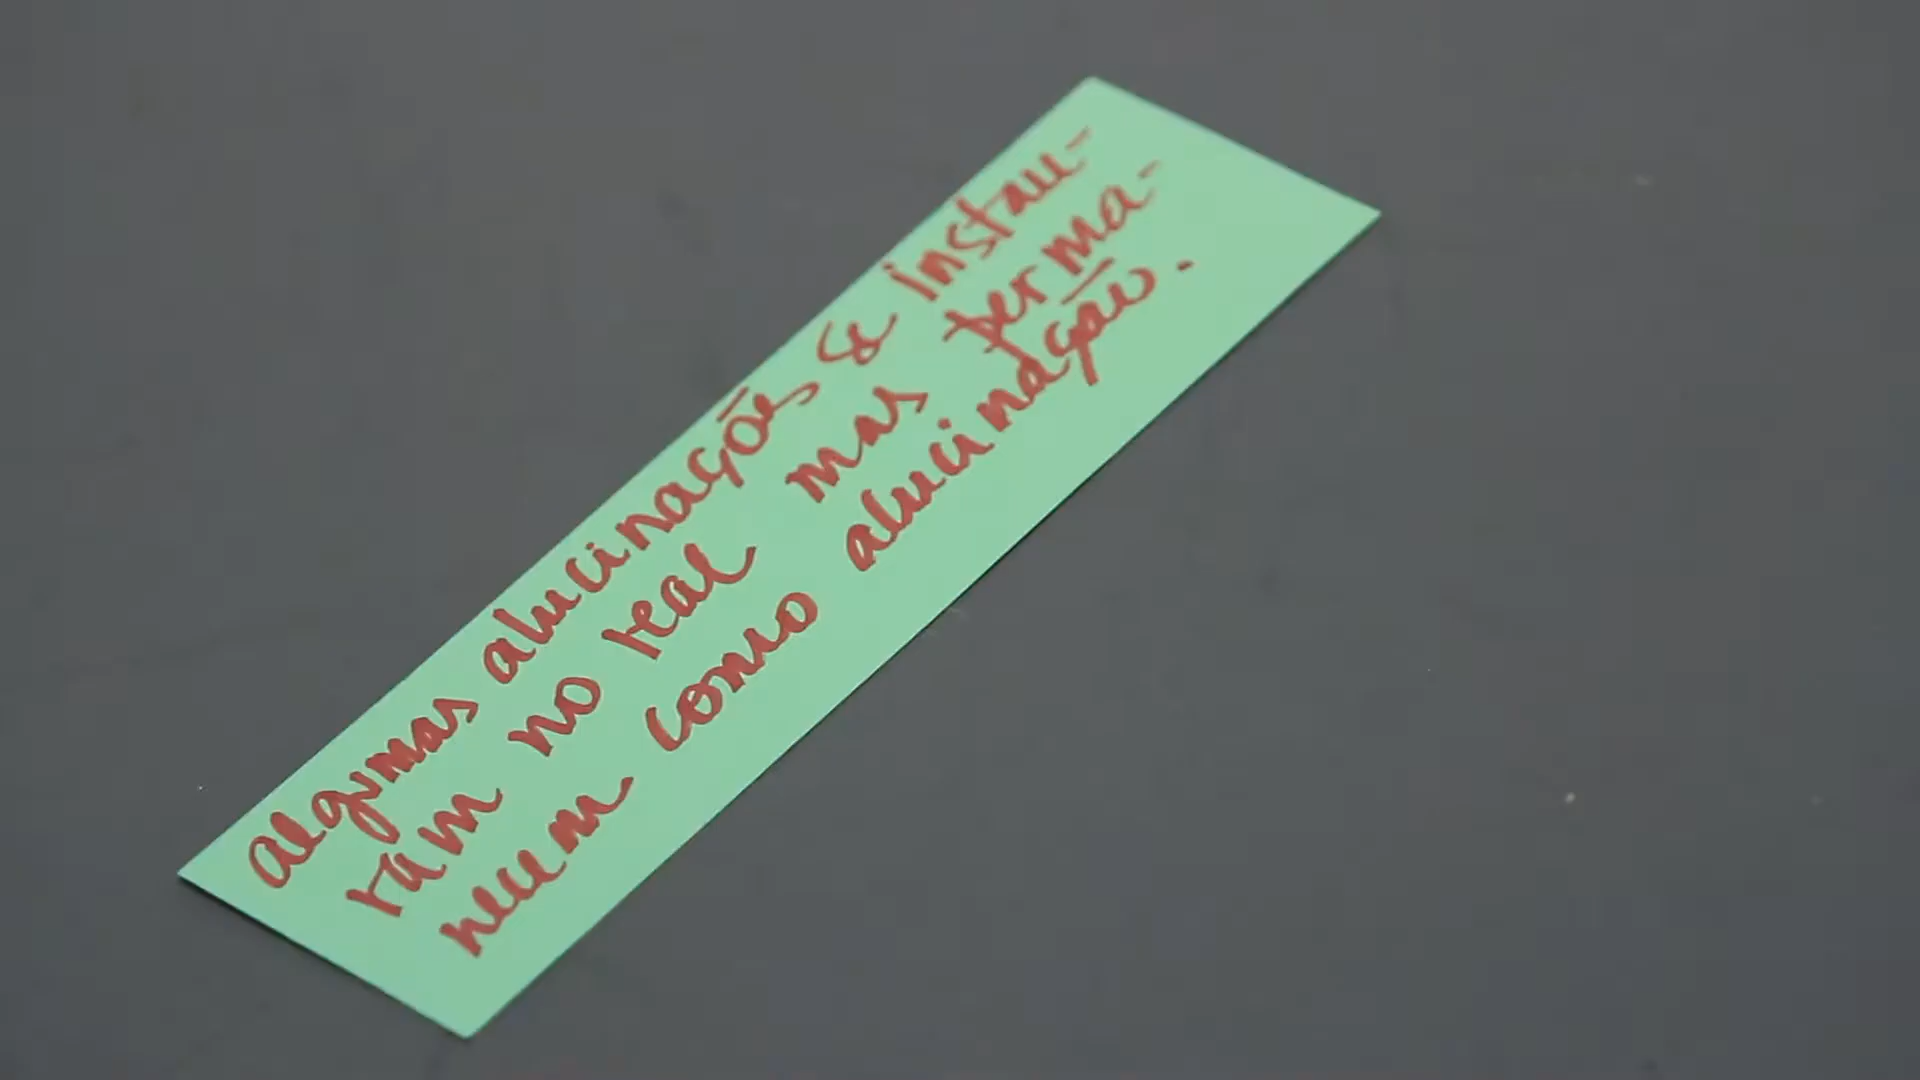 algumas alucinações se instau-
ram no real mas perma-
necem como alucinação.